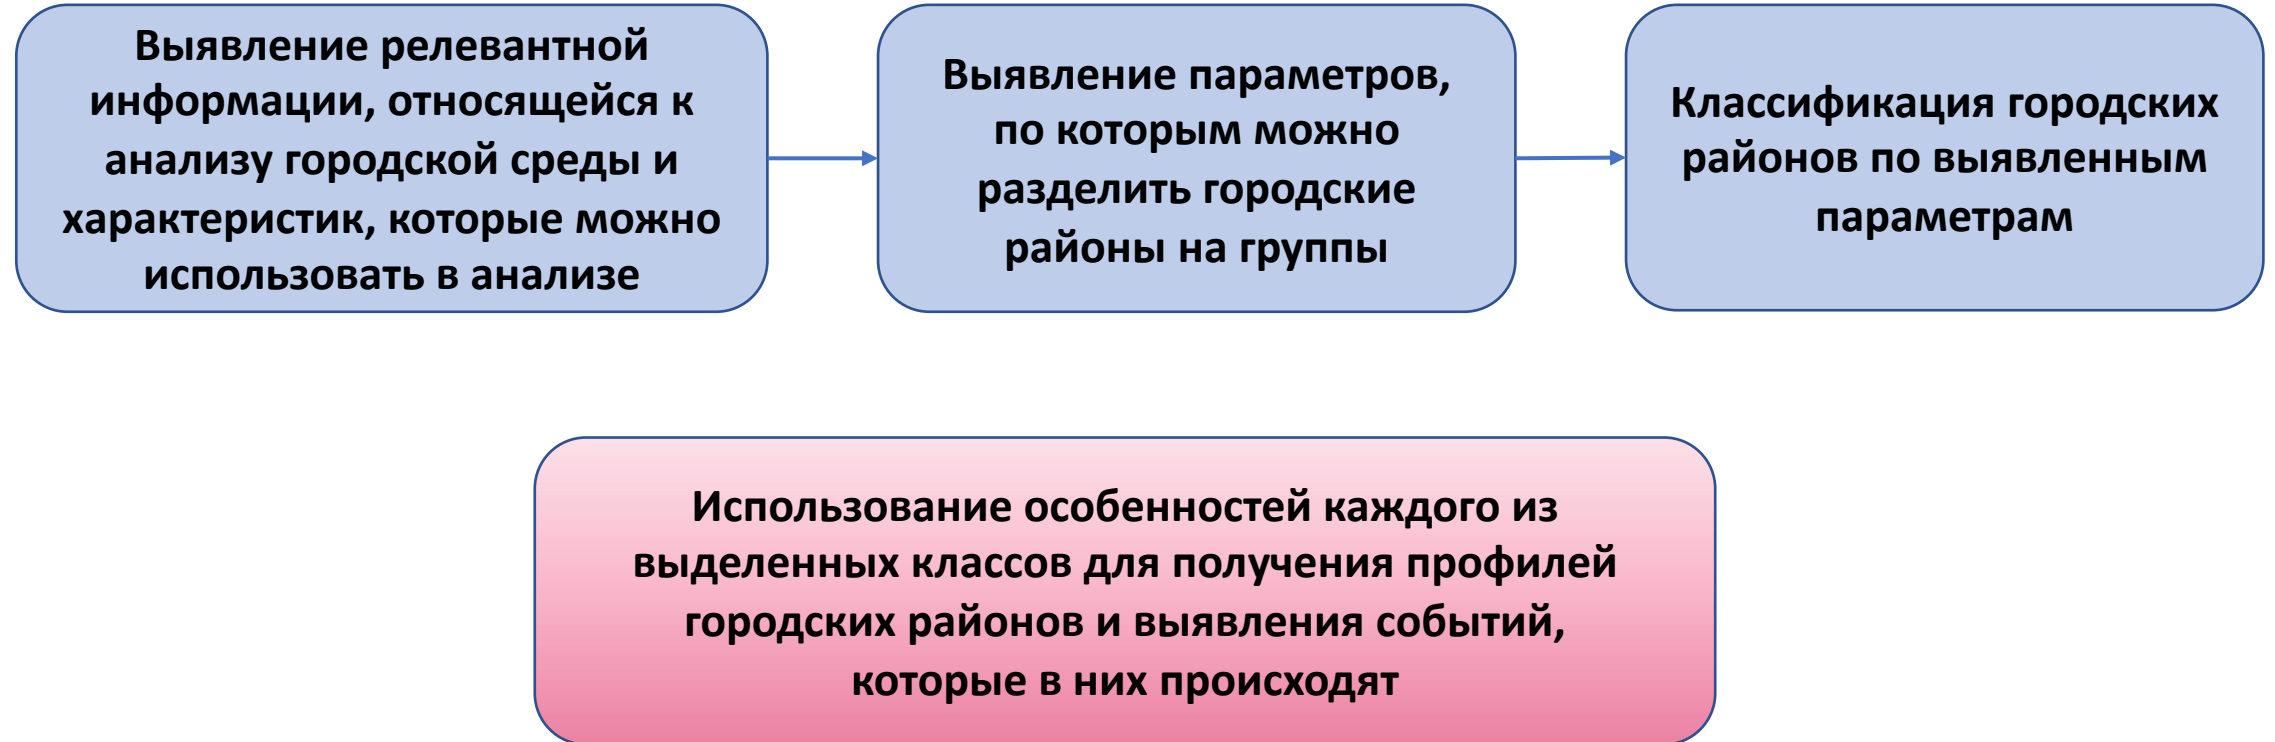 Выявление релевантной
информации, относящейся к
анализу городской среды и
характеристик, которые можно
использовать в анализе
Выявление параметров,
по которым можно
разделить городские
районы на группы
Классификация городских
районов по выявленным
параметрам
Использование особенностей каждого из
выделенных классов для получения профилей
городских районов и выявления событий,
которые в них происходят